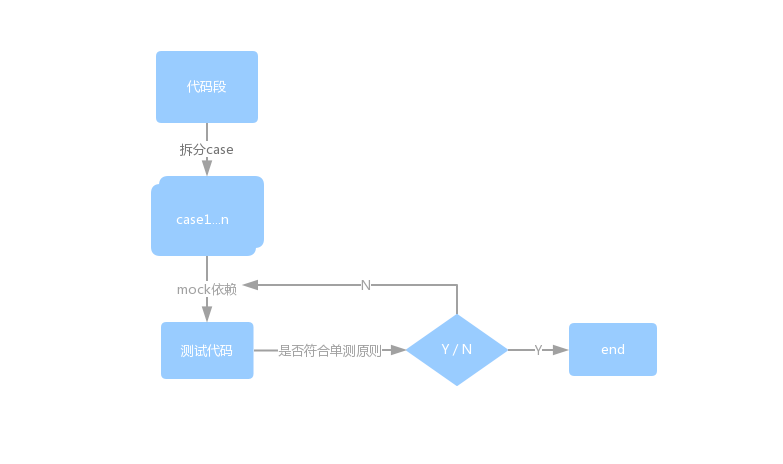 代码段
拆分case
case1...n
mock依赖
N
测试代码
是否符合单测原则
Y / N
Y
end